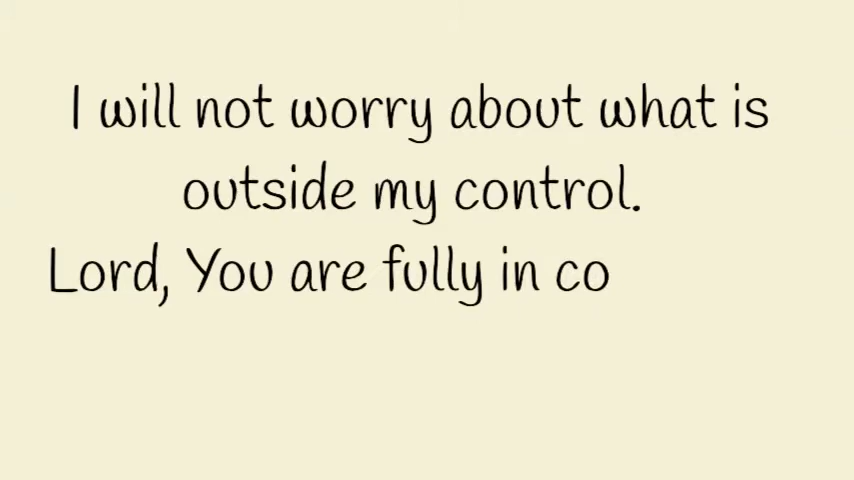 I will not worry about what is
outside my control.
Lord, You are fully in co